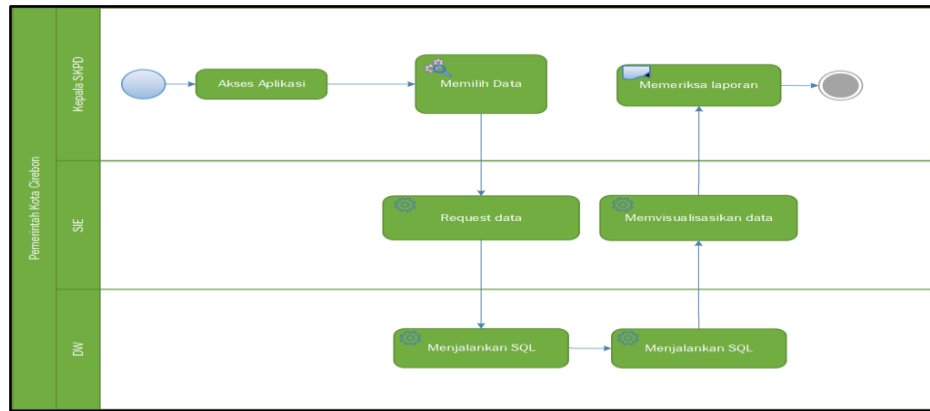 Pemerintah Kota Cirebon
Kepala SKPD
Akses Aplikasi
Memilih Data
Memeriksa laporan
SIE
Request data
Memvisualisasikan data
DW
Menjalankan SQL
Menjalankan SQL